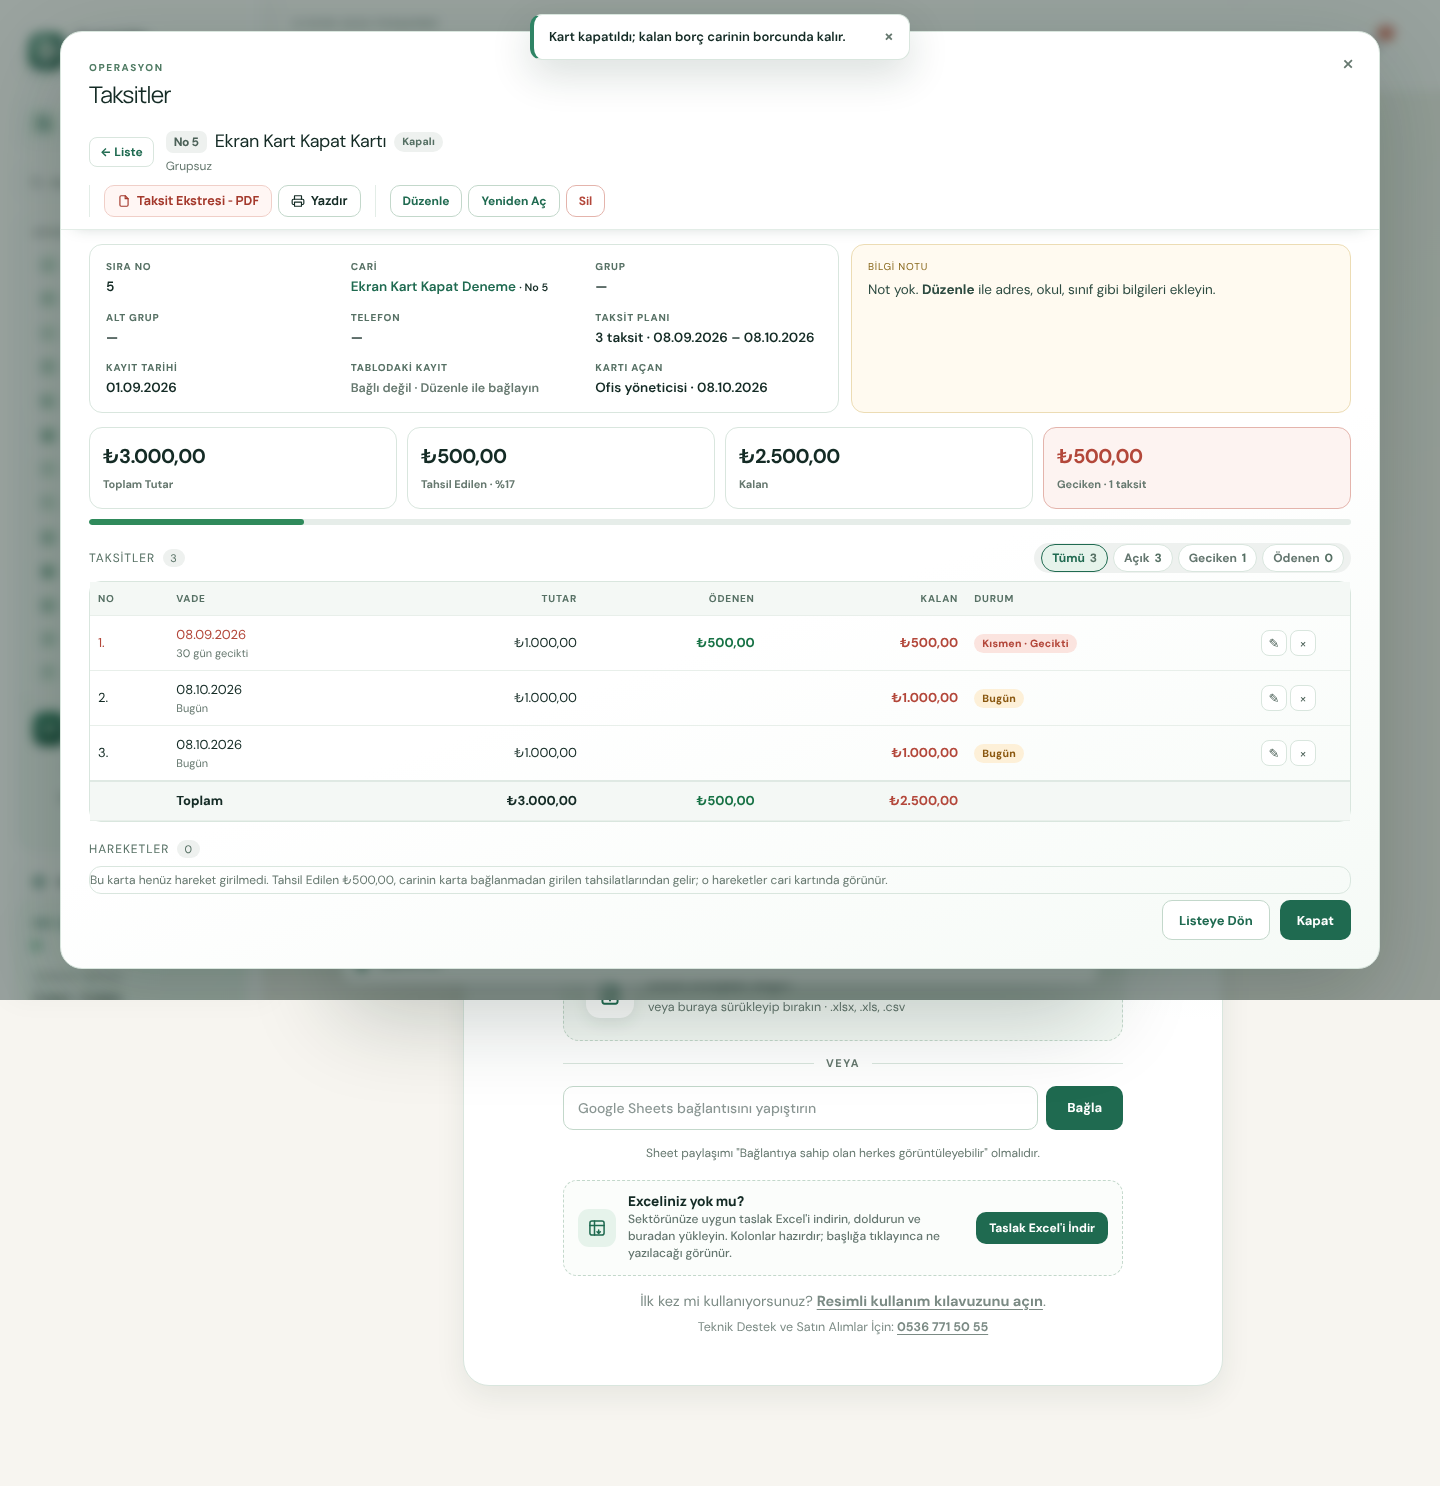 Kart kapatıldı; kalan borç carinin borcunda kalır. ×
OPERASYON
×
Taksitler
← Liste
No 5 Ekran Kart Kapat Kartı Kapalı
Grupsuz
Taksit Ekstresi - PDF Yazdır Düzenle Yeniden Aç Sil
SIRA NO CARİ GRUP
5 Ekran Kart Kapat Deneme · No 5 —
ALT GRUP TELEFON TAKSİT PLANI
— — 3 taksit · 08.09.2026 – 08.10.2026
KAYIT TARİHİ TABLODAKİ KAYIT KARTI AÇAN
01.09.2026 Bağlı değil · Düzenle ile bağlayın Ofis yöneticisi · 08.10.2026
BİLGİ NOTU
Not yok. Düzenle ile adres, okul, sınıf gibi bilgileri ekleyin.
₺3.000,00 ₺500,00 ₺2.500,00 ₺500,00
Toplam Tutar Tahsil Edilen · %17 Kalan Geciken · 1 taksit
TAKSİTLER 3 Tümü 3 Açık 3 Geciken 1 Ödenen 0
NO VADE TUTAR ÖDENEN KALAN DURUM
1. 08.09.2026 ₺1.000,00 ₺500,00 ₺500,00 Kısmen · Gecikti ✎ ×
30 gün gecikti
2. 08.10.2026 ₺1.000,00 ₺1.000,00 Bugün ✎ ×
Bugün
3. 08.10.2026 ₺1.000,00 ₺1.000,00 Bugün ✎ ×
Bugün
Toplam ₺3.000,00 ₺500,00 ₺2.500,00
HAREKETLER 0
Bu karta henüz hareket girilmedi. Tahsil Edilen ₺500,00, carinin karta bağlanmadan girilen tahsilatlarından gelir; o hareketler cari kartında görünür.
Listeye Dön Kapat
veya buraya sürükleyip bırakın · .xlsx, .xls, .csv
VEYA
Google Sheets bağlantısını yapıştırın Bağla
Sheet paylaşımı "Bağlantıya sahip olan herkes görüntüleyebilir" olmalıdır.
Exceliniz yok mu?
Sektörünüze uygun taslak Excel'i indirin, doldurun ve
buradan yükleyin. Kolonlar hazırdır; başlığa tıklayınca ne
yazılacağı görünür.
Taslak Excel'i İndir
İlk kez mi kullanıyorsunuz? Resimli kullanım kılavuzunu açın.
Teknik Destek ve Satın Alımlar İçin: 0536 771 50 55